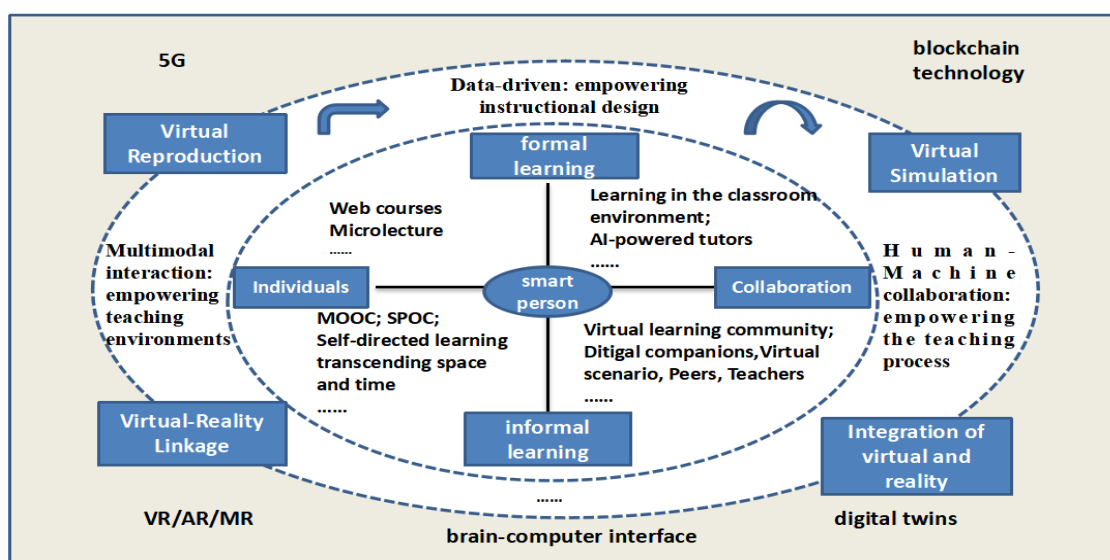 5G
blockchain
technology
Data-driven: empowering
instructional design
Virtual
Reproduction
formal
learning
Virtual
Simulation
Web courses
Microlecture
......
Learning in the classroom
environment;
AI-powered tutors
......
Multimodal
interaction:
empowering
teaching
environments
Individuals
smart
person
Collaboration
Human-
Machine
collaboration:
empowering
the teaching
process
MOOC; SPOC;
Self-directed learning
transcending space
and time
......
Virtual learning community;
Ditigal companions,Virtual
scenario, Peers, Teachers
......
Virtual-Reality
Linkage
informal
learning
Integration of
virtual and
reality
......
VR/AR/MR
brain-computer interface
digital twins